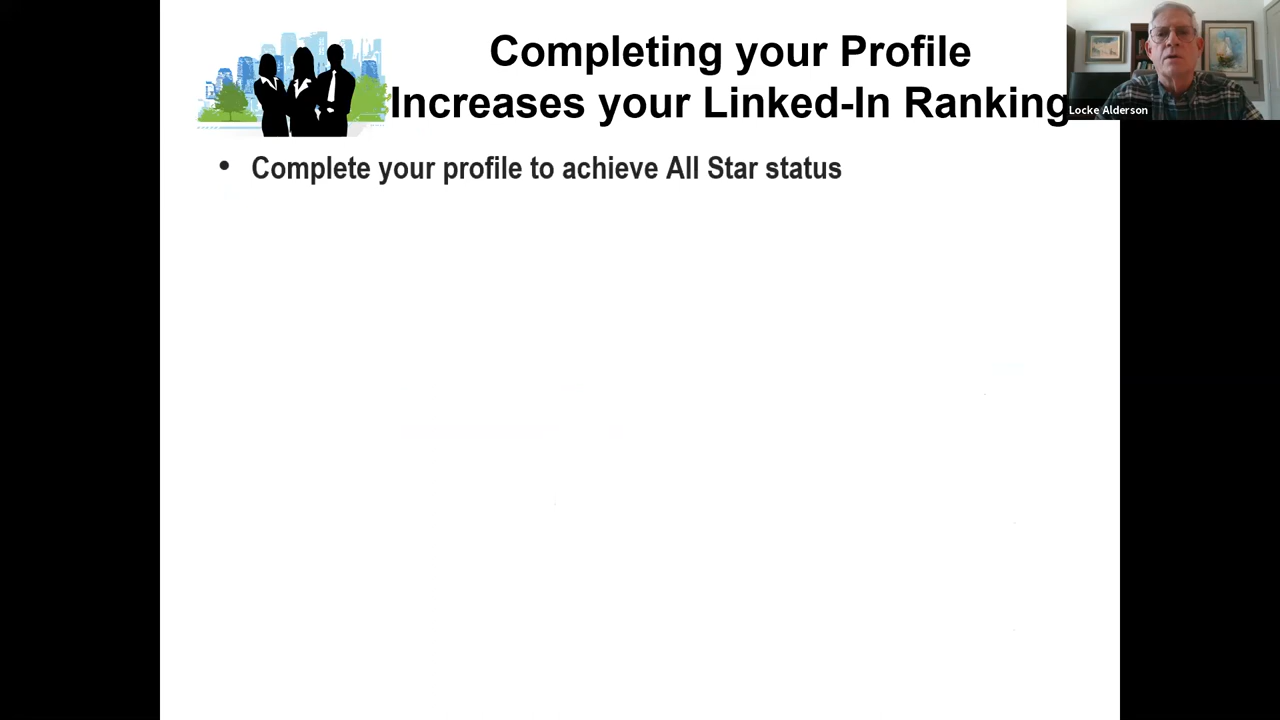 Completing your Profile
Increases your Linked-In Ranking
Locke Alderson
• Complete your profile to achieve All Star status